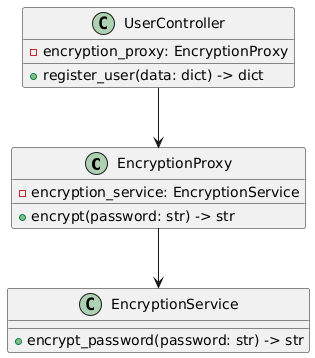 C UserController
encryption_proxy: EncryptionProxy
register_user(data: dict) -> dict
C EncryptionProxy
encryption_service: EncryptionService
encrypt(password: str) -> str
C EncryptionService
encrypt_password(password: str) -> str